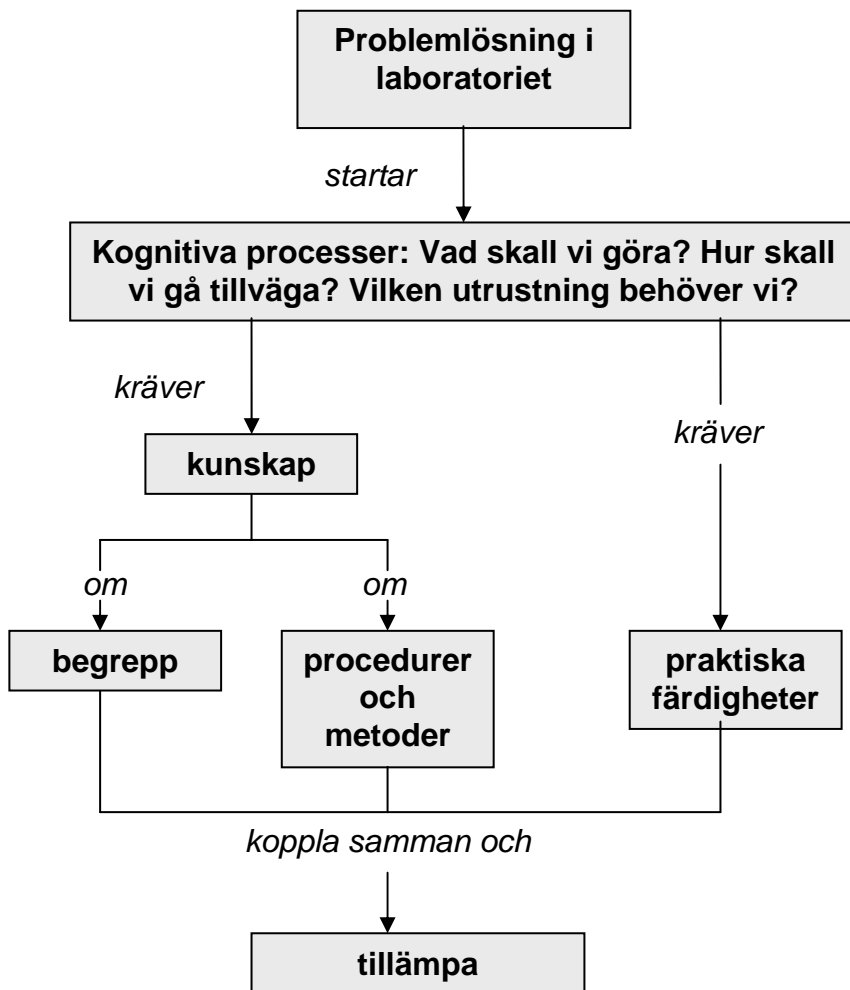 Problemlösning i
laboratoriet
startar
Kognitiva processer: Vad skall vi göra? Hur skall
vi gå tillväga? Vilken utrustning behöver vi?
kräver
kräver
kunskap
om
om
begrepp
procedurer
och
metoder
praktiska
färdigheter
koppla samman och
tillämpa